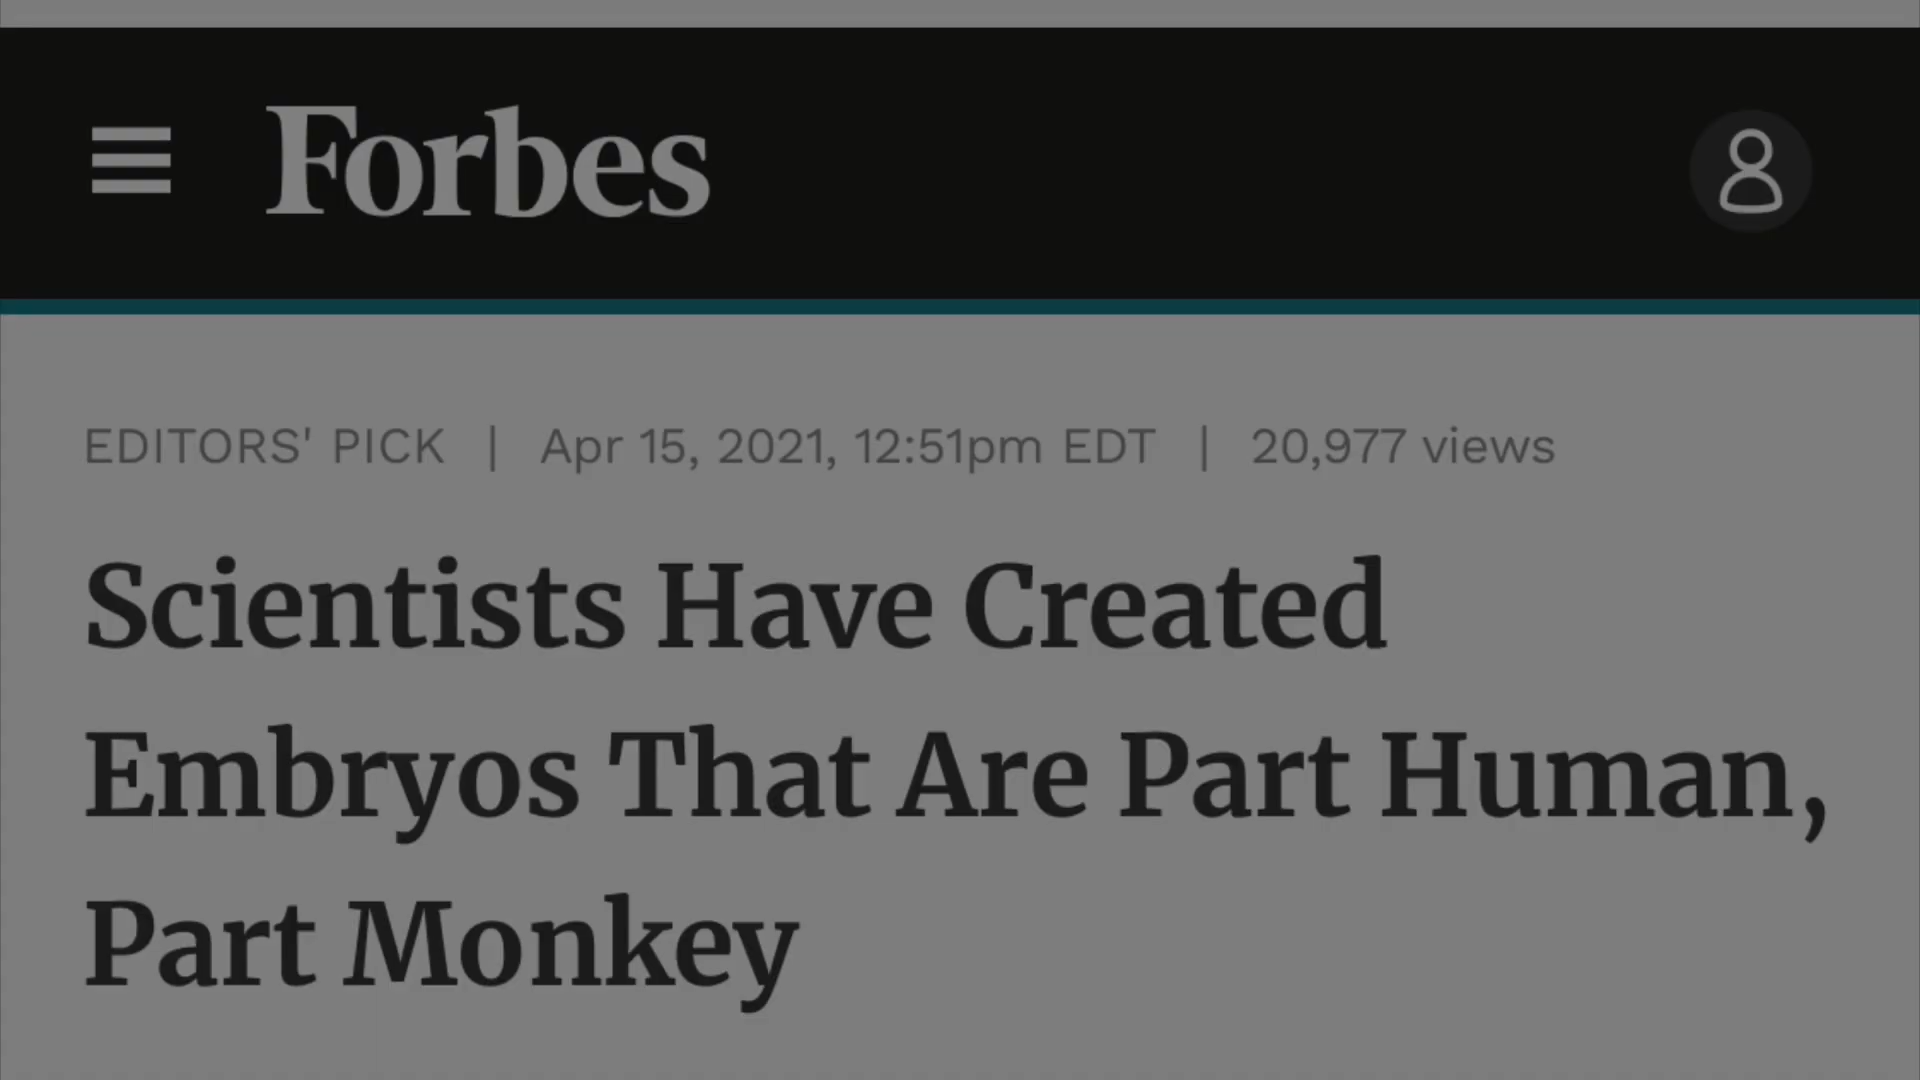 Forbes
EDITORS' PICK | Apr 15, 2021, 12:51pm EDT | 20,977 views
Scientists Have Created
Embryos That Are Part Human,
Part Monkey